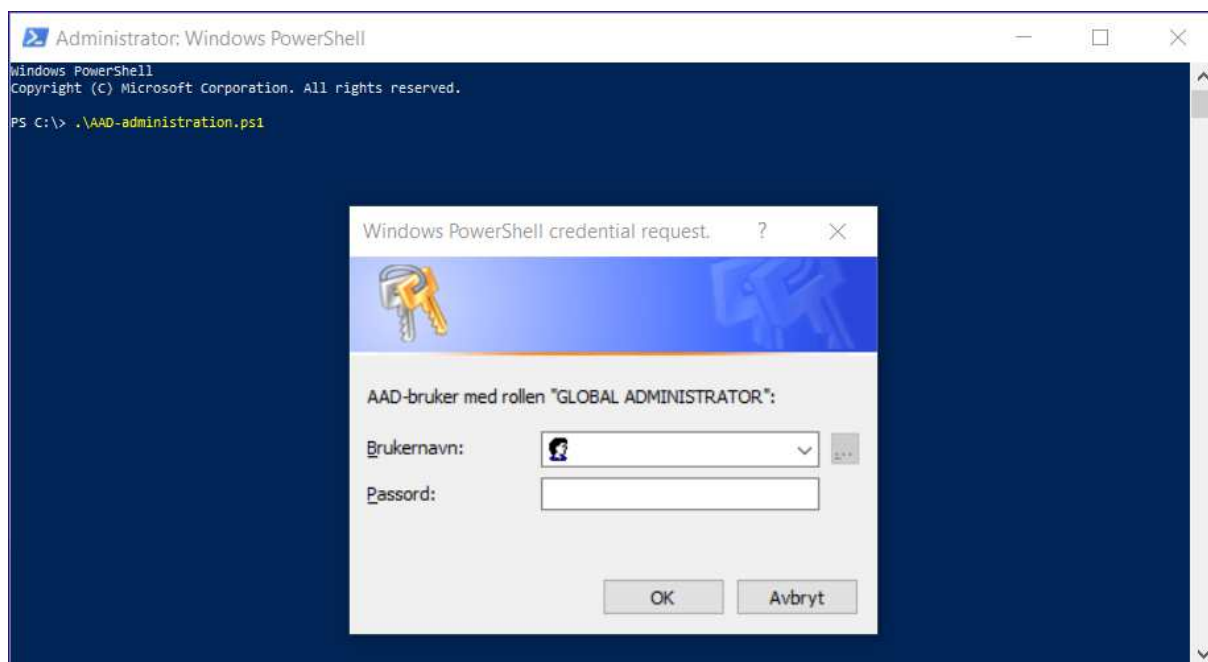 Administrator: Windows PowerShell
Windows PowerShell
Copyright (C) Microsoft Corporation. All rights reserved.
PS C:\> .\AAD-administration.ps1
Windows PowerShell credential request. ?
AAD-bruker med rollen "GLOBAL ADMINISTRATOR":
Brukernavn:
...
Passord:
OK Avbryt